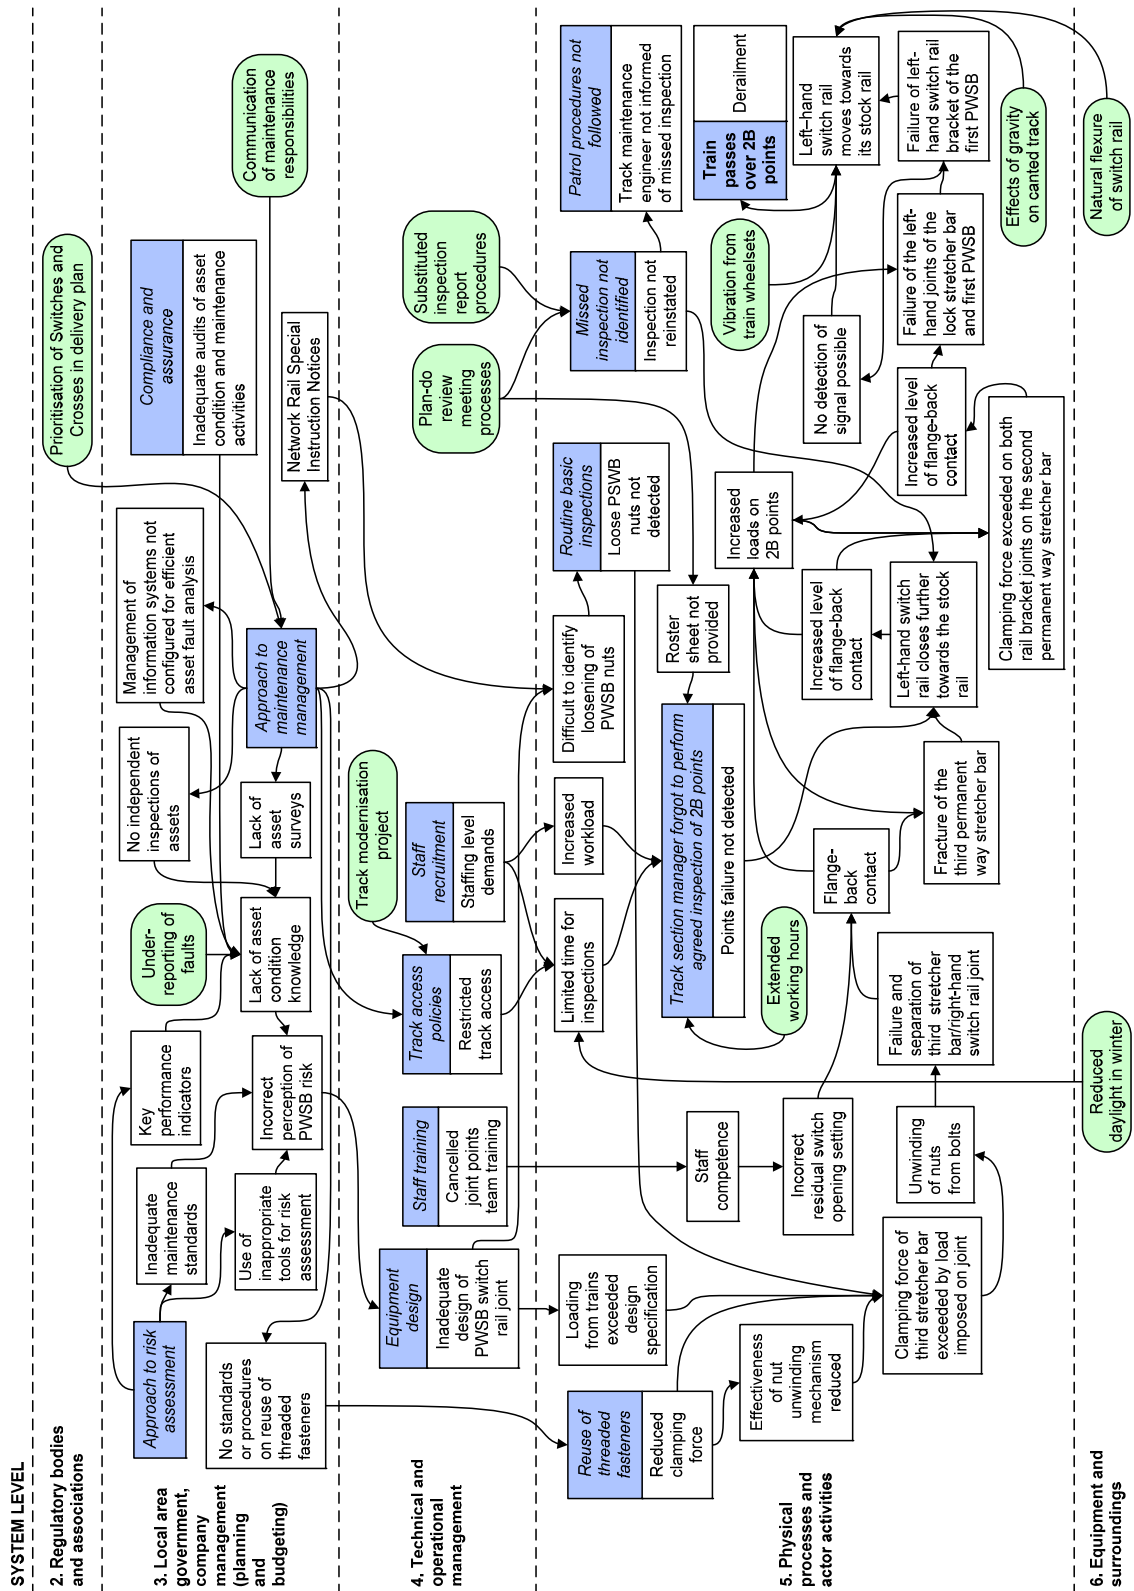 SYSTEM LEVEL
2. Regulatory bodies
and associations
Prioritisation of Switches and
Crosses in delivery plan
3. Local area
government,
company
management
(planning
and
budgeting)
Approach to risk
assessment
No standards
or procedures
on reuse of
threaded
fasteners
Inadequate
maintenance
standards
Use of
inappropriate
tools for risk
assessment
Key
performance
indicators
Incorrect
perception of
PWSB risk
Under-
reporting of
faults
Lack of asset
condition
knowledge
No independent
inspections of
assets
Lack of
asset
surveys
Management of
information systems not
configured for efficient
asset fault analysis
Approach to
maintenance
management
Compliance and
assurance
Inadequate audits of asset
condition and maintenance
activities
Network Rail Special
Instruction Notices
Communication
of maintenance
responsibilities
4. Technical and
operational
management
Equipment
design
Inadequate
design of
PWSB switch
rail joint
Staff training
Cancelled
joint points
team training
Track access
policies
Restricted
track access
Track modernisation
project
Staff
recruitment
Staffing level
demands
Plan-do
review
meeting
processes
Substituted
inspection
report
procedures
5. Physical
processes and
actor activities
Reuse of
threaded
fasteners
Reduced
clamping
force
Loading
from trains
exceeded
design
specification
Effectiveness
of nut
unwinding
mechanism
reduced
Staff
competence
Incorrect
residual switch
opening setting
Clamping force of
third stretcher bar
exceeded by load
imposed on joint
Unwinding
of nuts
from bolts
Failure and
separation of
third stretcher
bar/right-hand
switch rail joint
Limited time for
inspections
Increased
workload
Extended
working hours
Track section manager forgot to perform
agreed inspection of 2B points
Points failure not detected
Flange-
back
contact
Fracture of the
third permanent
way stretcher bar
Difficult to identify
loosening of
PWSB nuts
Routine basic
inspections
Loose PSWB
nuts not
detected
Roster
sheet not
provided
Increased
loads on
2B points
Increased level
of flange-back
contact
Left-hand switch
rail closes further
towards the stock
rail
Clamping force exceeded on both
rail bracket joints on the second
permanent way stretcher bar
Missed
inspection not
identified
Inspection not
reinstated
Patrol procedures not
followed
Track maintenance
engineer not informed
of missed inspection
Train
passes
over 2B
points
Derailment
Vibration from
train wheelsets
No detection of
signal possible
Increased level
of flange-back
contact
Left–hand
switch rail
moves towards
its stock rail
Failure of the left-
hand joints of the
lock stretcher bar
and first PWSB
Failure of left-
hand switch rail
bracket of the
first PWSB
Effects of gravity
on canted track
6. Equipment and
surroundings
Reduced
daylight in winter
Natural flexure
of switch rail